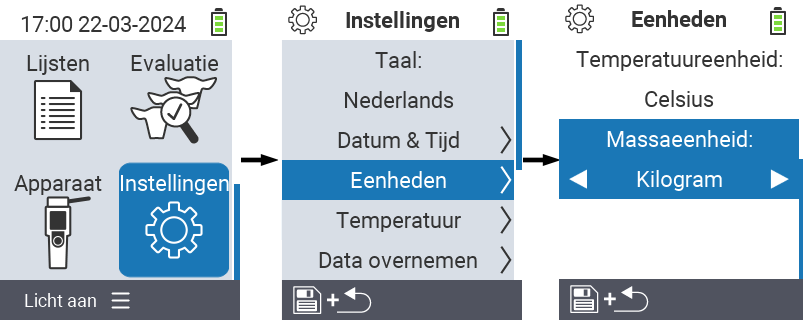 17:00 22-03-2024
Lijsten
Evaluatie
Apparaat
Instellingen
Licht aan
Instellingen
Taal:
Nederlands
Datum & Tijd
Eenheden
Temperatuur
Data overnemen
+
Eenheden
Temperatuureenheid:
Celsius
Massaeenheid:
Kilogram
+